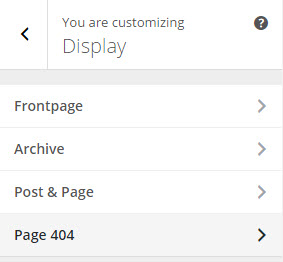 You are customizing
Display
?
Frontpage
Archive
Post & Page
Page 404